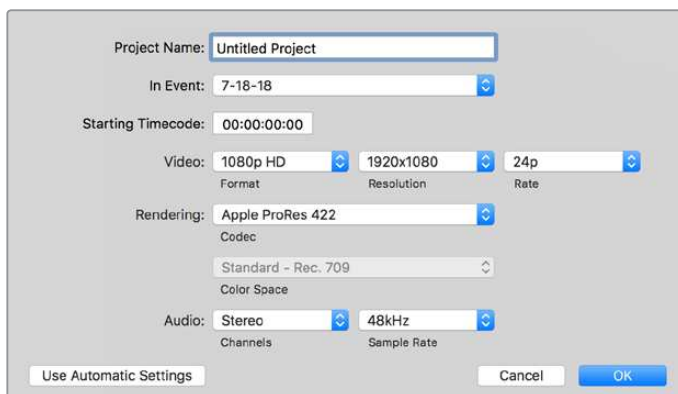 Project Name: Untitled Project
In Event: 7-18-18
Starting Timecode: 00:00:00:00
Video: 1080p HD 1920x1080 24p
Format Resolution Rate
Rendering: Apple ProRes 422
Codec
Standard - Rec. 709
Color Space
Audio: Stereo 48kHz
Channels Sample Rate
Use Automatic Settings Cancel OK